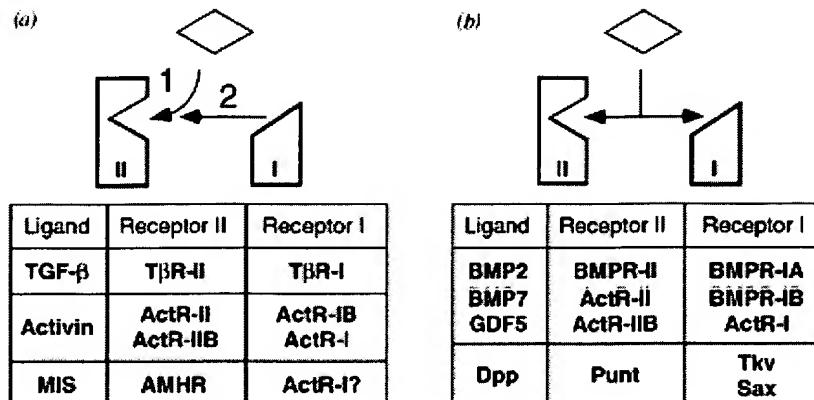 (a)
1
2
II
I
Ligand Receptor II Receptor I
TGF-β TβR-II TβR-I
Activin ActR-II ActR-IB
ActR-IIB ActR-I
MIS AMHR ActR-I?
(b)
II
I
Ligand Receptor II Receptor I
BMP2 BMPR-II BMPR-IA
BMP7 ActR-II BMPR-IB
GDF5 ActR-IIB ActR-I
Dpp Punt Tkv
Sax